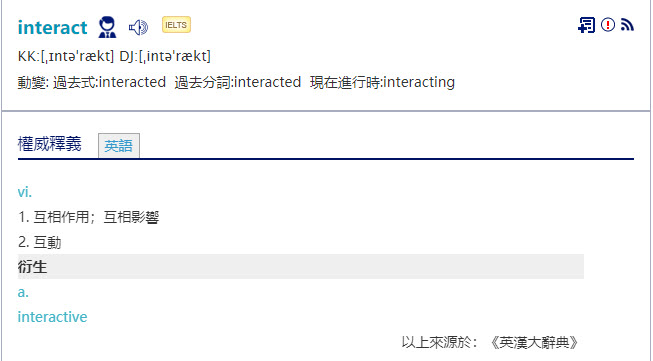 interact IELTS
KK:[ˌɪntəˈrækt] DJ:[ˌintəˈrækt]
動變: 過去式:interacted 過去分詞:interacted 現在進行時:interacting
權威釋義 英語
vi.
1. 互相作用；互相影響
2. 互動
衍生
a.
interactive
以上來源於：《英漢大辭典》